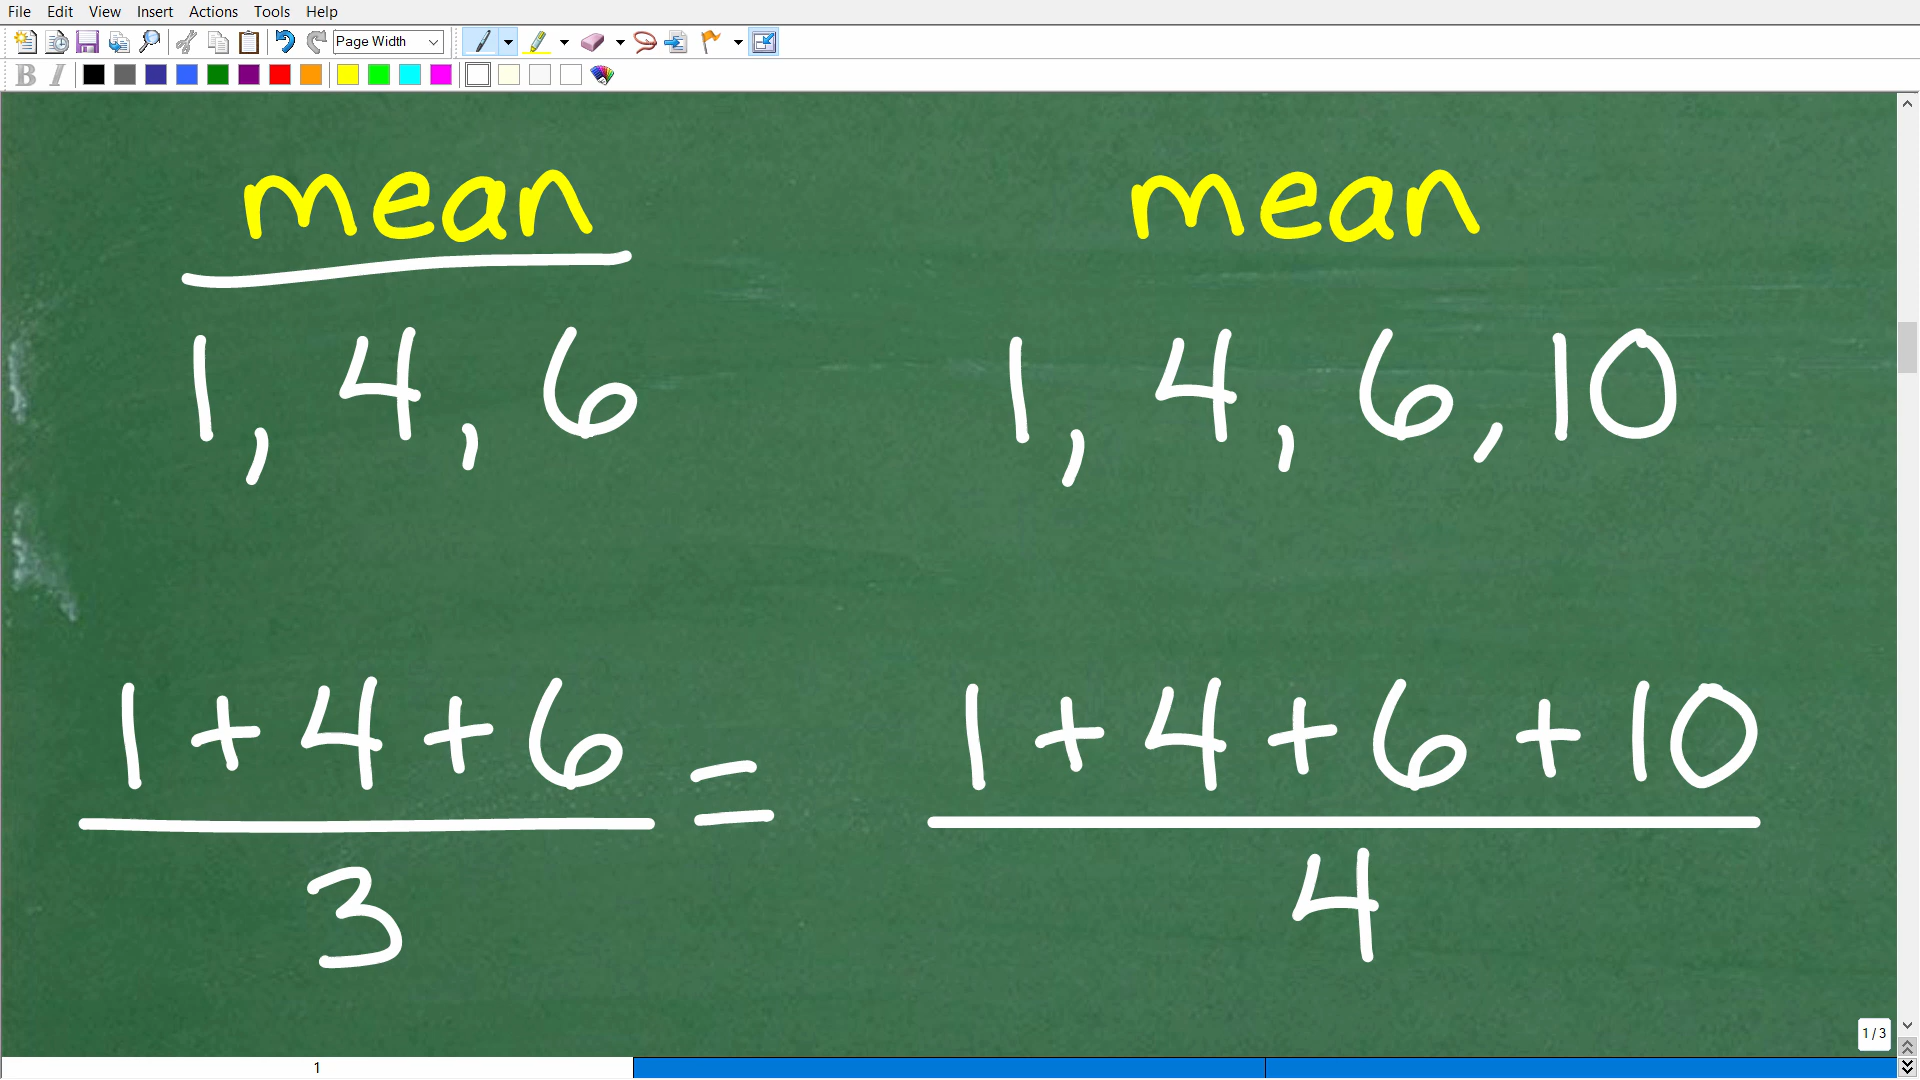 File Edit View Insert Actions Tools Help
Page Width
B I
mean mean
1, 4, 6 1, 4, 6, 10
1 + 4 + 6 = 1 + 4 + 6 + 10
3 4
1 / 3
1